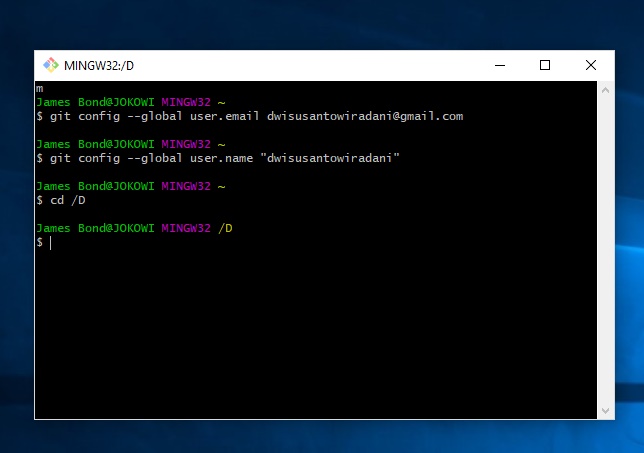 MINGW32:/D
m
James Bond@JOKOWI MINGW32 ~
$ git config --global user.email dwisusantowiradani@gmail.com
James Bond@JOKOWI MINGW32 ~
$ git config --global user.name "dwisusantowiradani"
James Bond@JOKOWI MINGW32 ~
$ cd /D
James Bond@JOKOWI MINGW32 /D
$